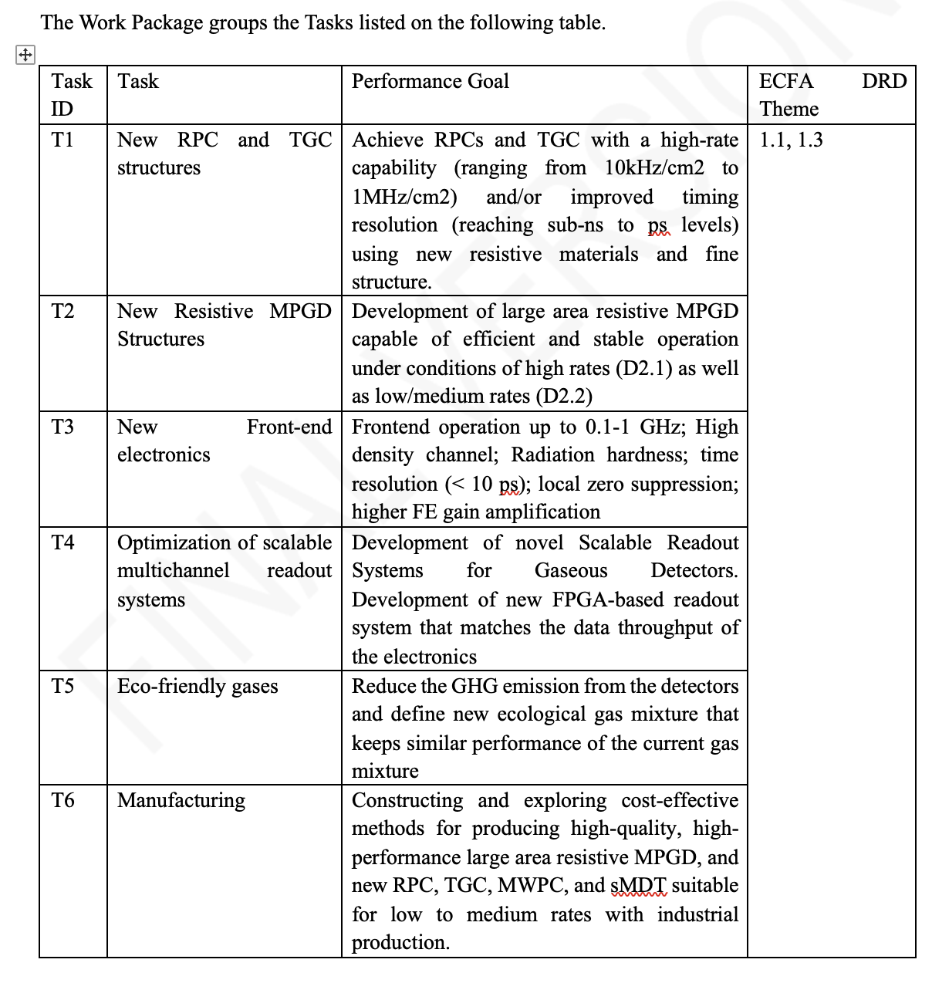 The Work Package groups the Tasks listed on the following table.
Task ID
Task
Performance Goal
ECFA DRD
Theme
T1
New RPC and TGC
structures
Achieve RPCs and TGC with a high-rate
capability (ranging from 10kHz/cm2 to
1MHz/cm2) and/or improved timing
resolution (reaching sub-ns to ps levels)
using new resistive materials and fine
structure.
1.1, 1.3
T2
New Resistive MPGD
Structures
Development of large area resistive MPGD
capable of efficient and stable operation
under conditions of high rates (D2.1) as well
as low/medium rates (D2.2)
T3
New Front-end
electronics
Frontend operation up to 0.1-1 GHz; High
density channel; Radiation hardness; time
resolution (< 10 ps); local zero suppression;
higher FE gain amplification
T4
Optimization of scalable
multichannel readout
systems
Development of novel Scalable Readout
Systems for Gaseous Detectors.
Development of new FPGA-based readout
system that matches the data throughput of
the electronics
T5
Eco-friendly gases
Reduce the GHG emission from the detectors
and define new ecological gas mixture that
keeps similar performance of the current gas
mixture
T6
Manufacturing
Constructing and exploring cost-effective
methods for producing high-quality, high-
performance large area resistive MPGD, and
new RPC, TGC, MWPC, and sMDT suitable
for low to medium rates with industrial
production.
FINAL VERSION